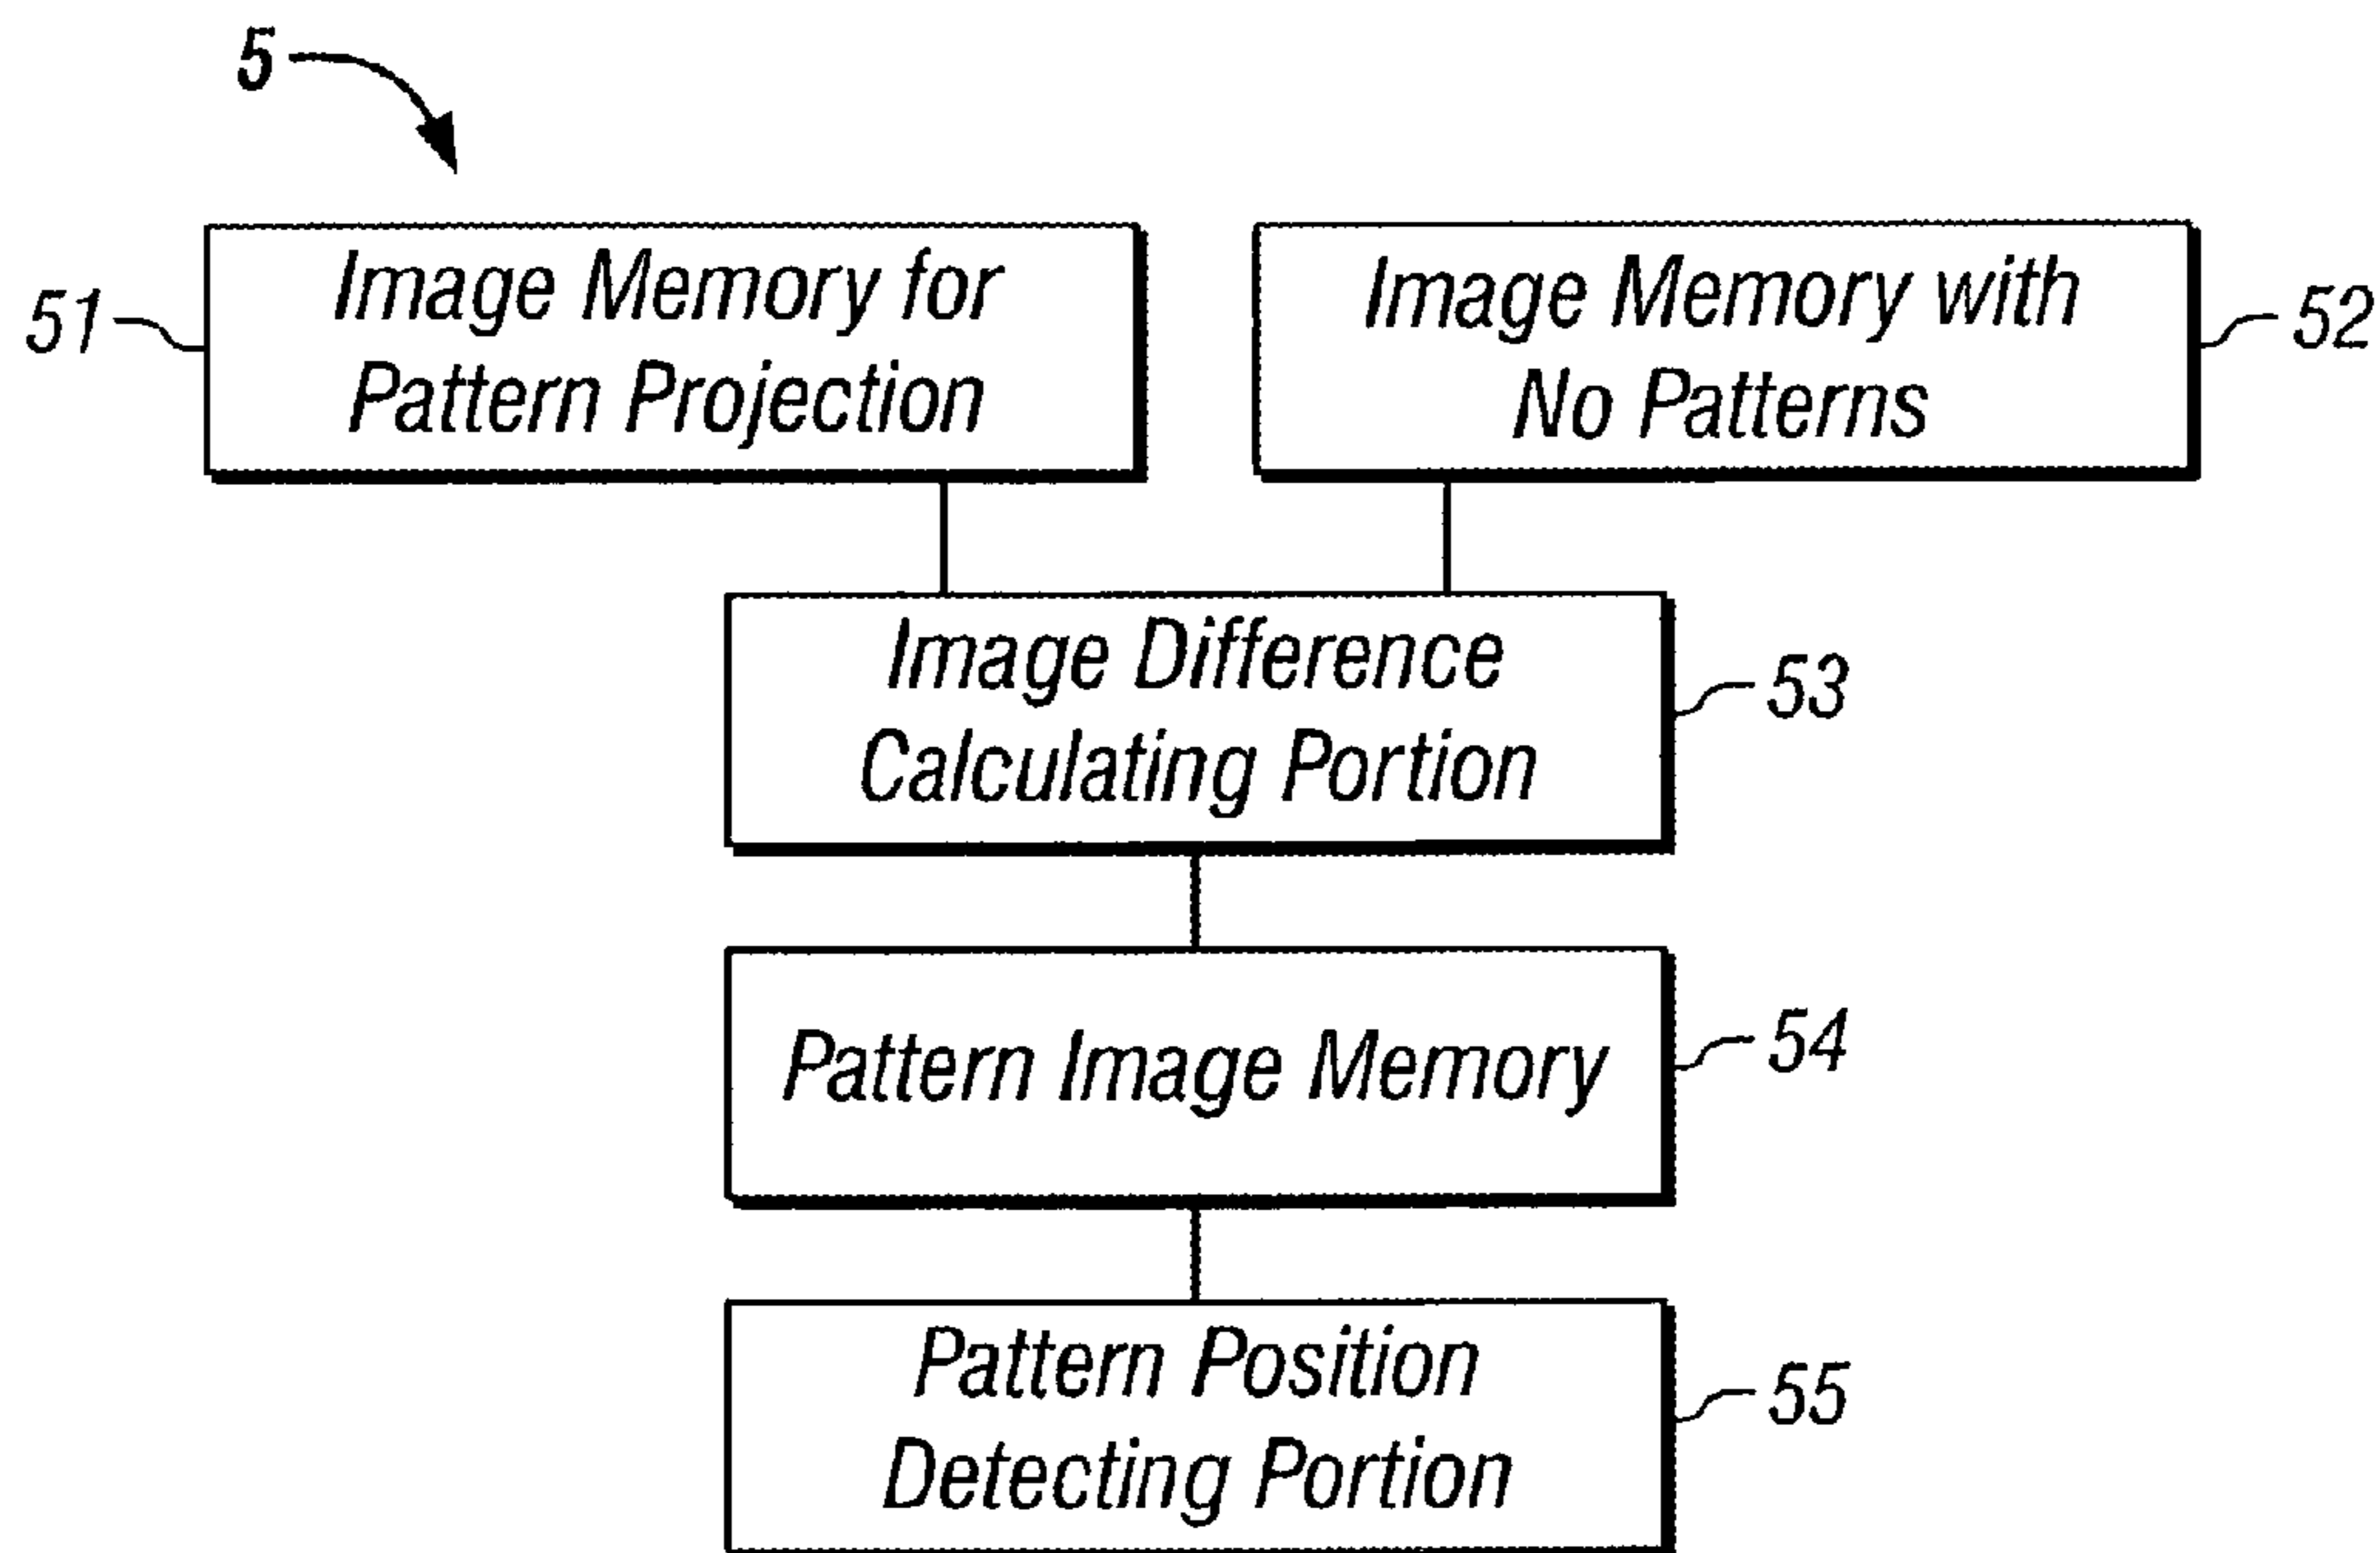 5
51
Image Memory for
Pattern Projection
Image Memory with
No Patterns
52
Image Difference
Calculating Portion
53
Pattern Image Memory
54
Pattern Position
Detecting Portion
55